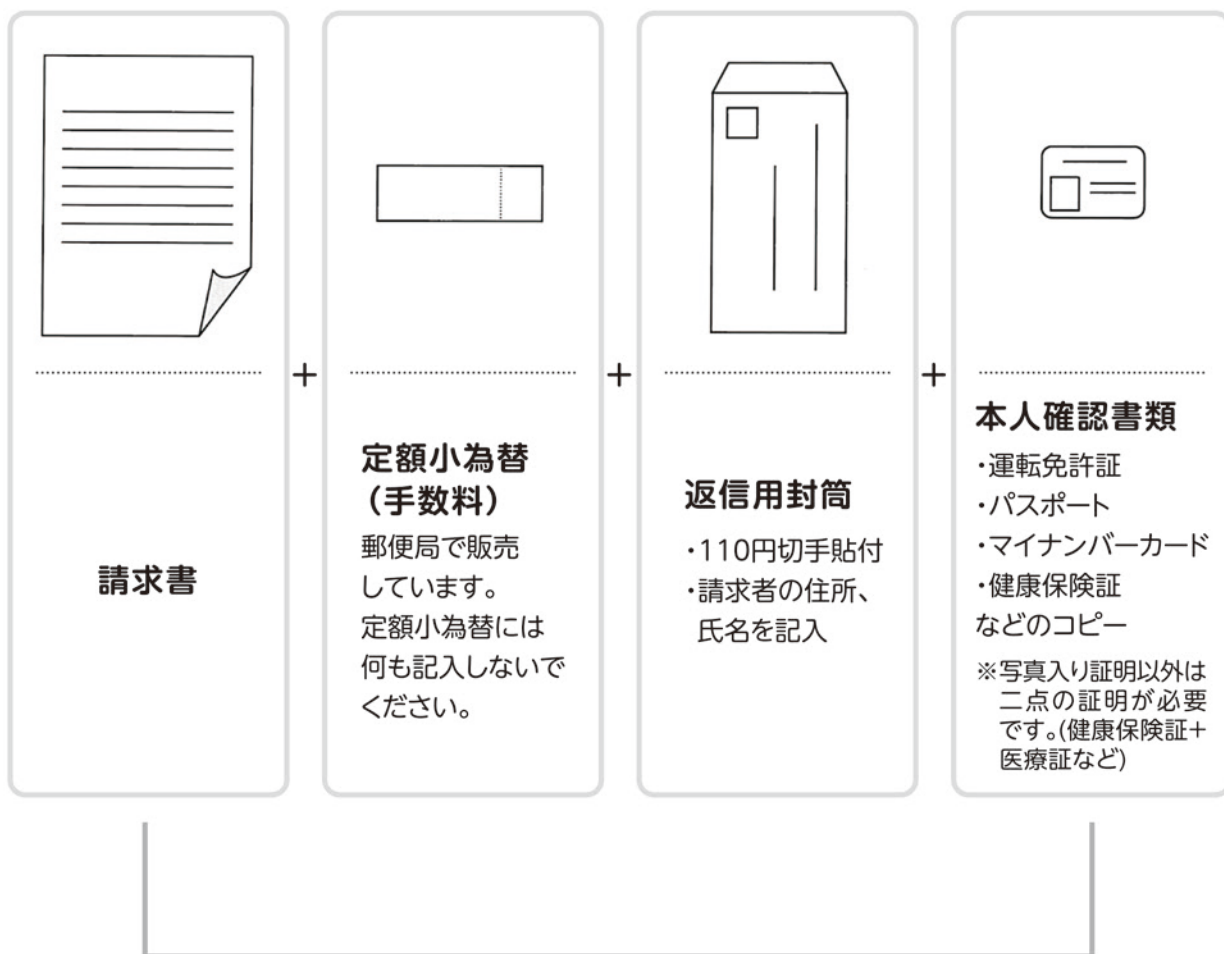 請求書
+
定額小為替
（手数料）
郵便局で販売
しています。
定額小為替には
何も記入しないで
ください。
+
返信用封筒
・110円切手貼付
・請求者の住所、
氏名を記入
+
本人確認書類
・運転免許証
・パスポート
・マイナンバーカード
・健康保険証
などのコピー
※写真入り証明以外は
二点の証明が必要
です。(健康保険証+
医療証など)